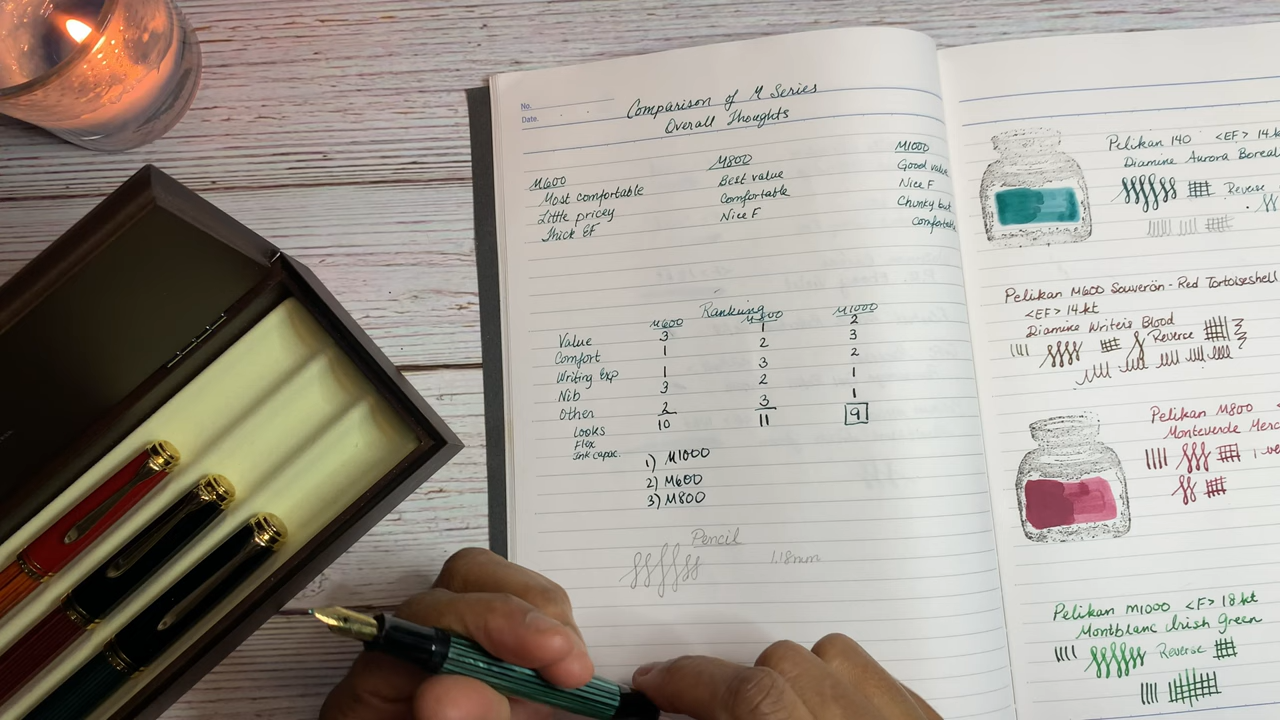 No.
Date.
Comparison of M Series
Overall Thoughts
M600
Most comfortable
Little pricey
Thick EF
M800
Best value
Comfortable
Nice F
M1000
Good value
Nice F
Chunky but
comfortable
Ranking
M600 M800 M1000
Value 3 1 2
Comfort 1 2 3
Writing Exp 1 3 2
Nib 3 2 1
Other 2 3 1
10 11 9
Looks
Flex
Ink capac.
1) M1000
2) M600
3) M800
Pencil
1.18mm
Pelikan 140 <EF> 14k
Diamine Aurora Boreal
Reverse
Pelikan M600 Souverän - Red Tortoiseshell
<EF> 14kt
Diamine Writer's Blood
Reverse
Pelikan M800
Monteverde Merc
Pelikan M1000 <F> 18kt
Montblanc Irish Green
Reverse